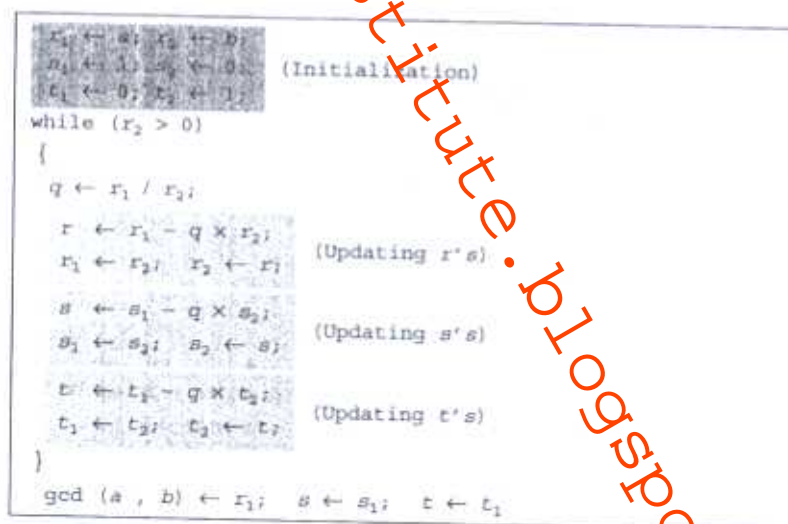 r₁ ← a; r₂ ← b;
s₁ ← 1; s₂ ← 0; (Initialization)
t₁ ← 0; t₂ ← 1;
while (r₂ > 0)
{
q ← r₁ / r₂;
r ← r₁ - q × r₂;
r₁ ← r₂; r₂ ← r; (Updating r's)
s ← s₁ - q × s₂;
s₁ ← s₂; s₂ ← s; (Updating s's)
t ← t₁ - q × t₂;
t₁ ← t₂; t₂ ← t; (Updating t's)
}
gcd (a , b) ← r₁; s ← s₁; t ← t₁
titute.blogspo